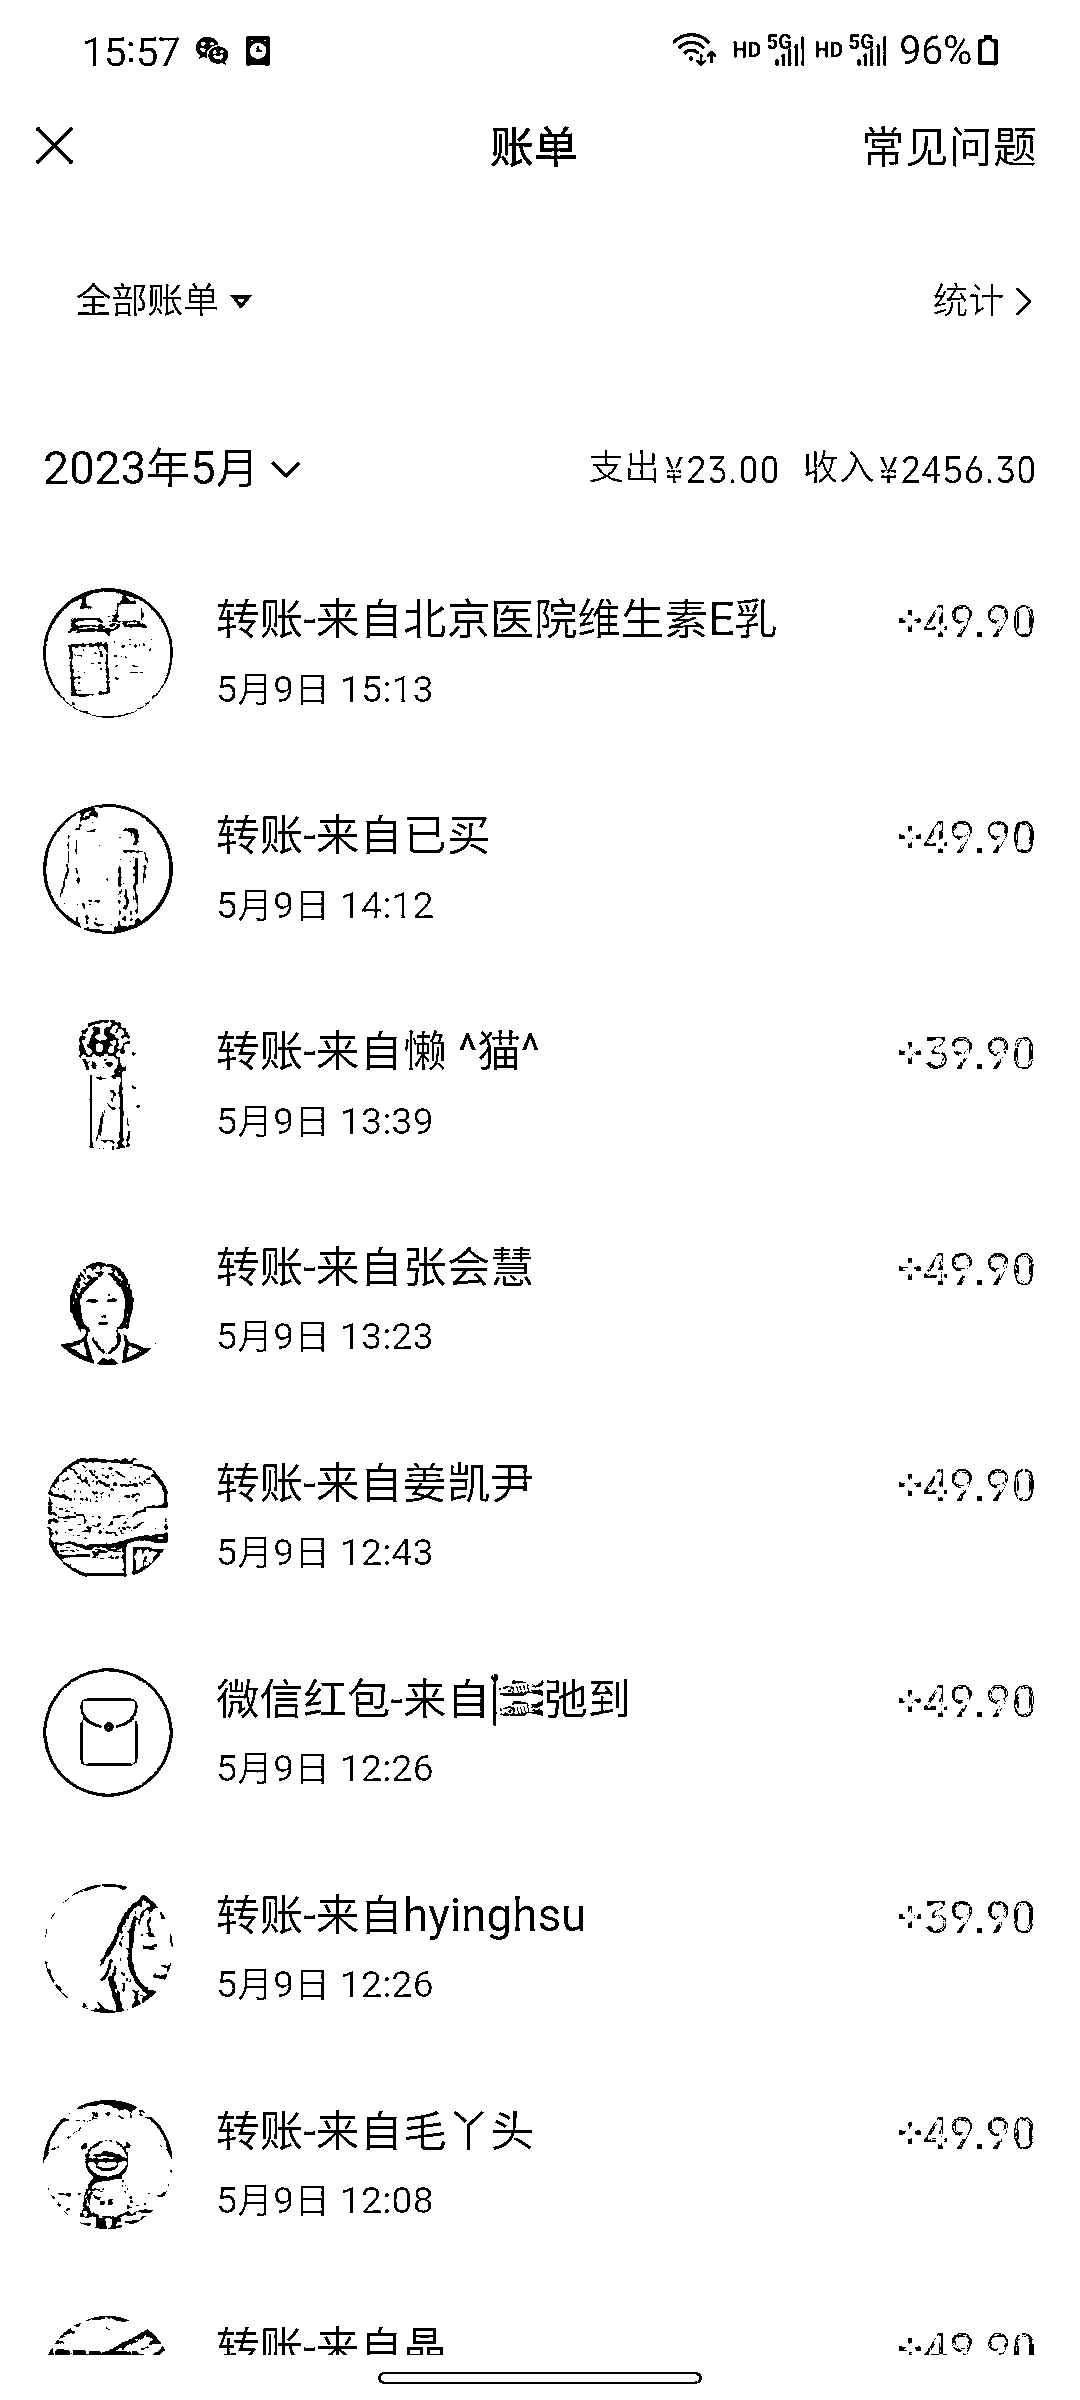 15:57 HD 5G HD 5G 96%
账单 常见问题
全部账单 统计
2023年5月 支出¥23.00 收入¥2456.30
转账-来自北京医院维生素E乳 +49.90
5月9日 15:13
转账-来自已买 +49.90
5月9日 14:12
转账-来自懒 ^猫^ +39.90
5月9日 13:39
转账-来自张会慧 +49.90
5月9日 13:23
转账-来自姜凯尹 +49.90
5月9日 12:43
微信红包-来自🎏弛到 +49.90
5月9日 12:26
转账-来自hyinghsu +39.90
5月9日 12:26
转账-来自毛丫头 +49.90
5月9日 12:08
转账-来自晶 +49.90